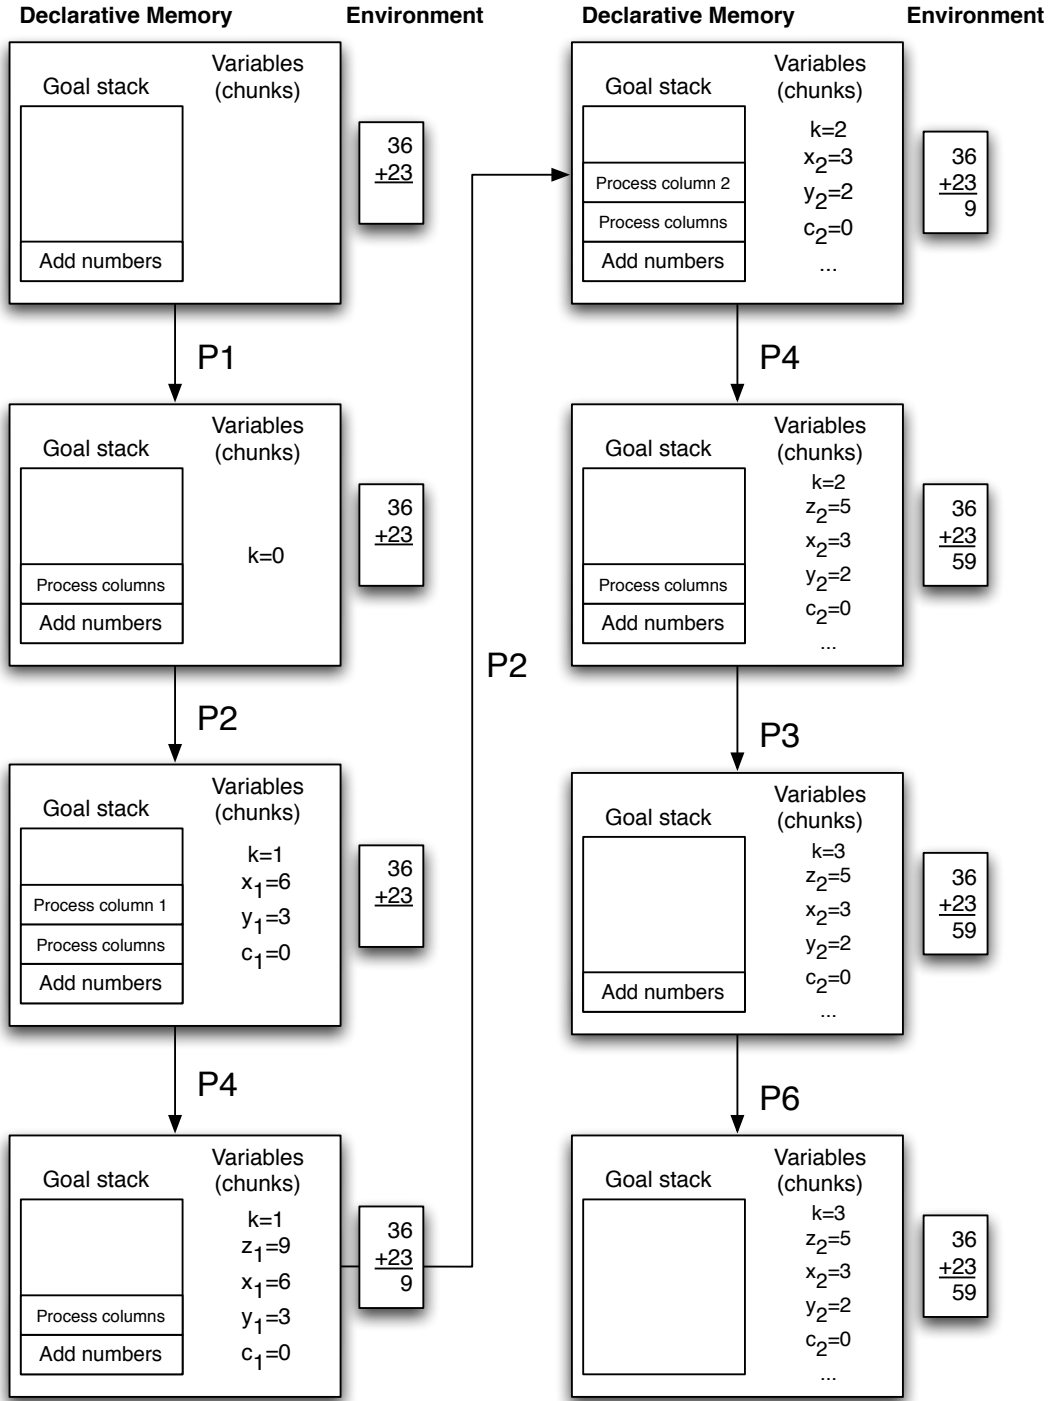 Declarative Memory
Environment
Goal stack
Variables
(chunks)
Add numbers
36
+23
P1
Goal stack
Variables
(chunks)
k=0
Process columns
Add numbers
36
+23
P2
Goal stack
Variables
(chunks)
k=1
x1=6
y1=3
c1=0
Process column 1
Process columns
Add numbers
36
+23
P4
Goal stack
Variables
(chunks)
k=1
z1=9
x1=6
y1=3
c1=0
Process columns
Add numbers
36
+23
9
P2
Declarative Memory
Environment
Goal stack
Variables
(chunks)
k=2
x2=3
y2=2
c2=0
...
Process column 2
Process columns
Add numbers
36
+23
9
P4
Goal stack
Variables
(chunks)
k=2
z2=5
x2=3
y2=2
c2=0
...
Process columns
Add numbers
36
+23
59
P3
Goal stack
Variables
(chunks)
k=3
z2=5
x2=3
y2=2
c2=0
...
Add numbers
36
+23
59
P6
Goal stack
Variables
(chunks)
k=3
z2=5
x2=3
y2=2
c2=0
...
36
+23
59